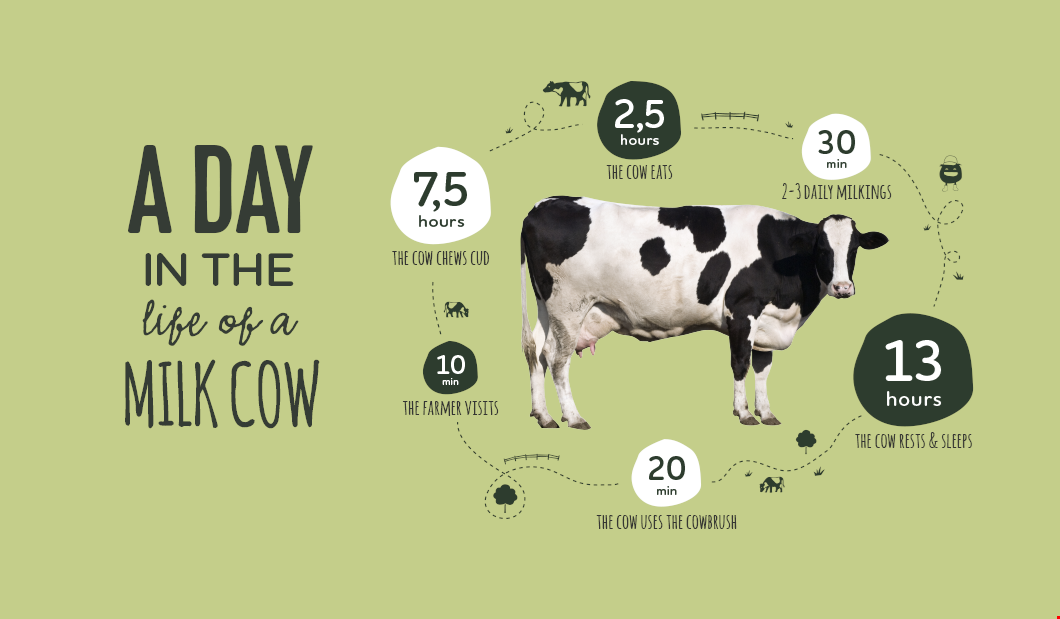 A DAY
IN THE
life of a
MILK COW
2,5
hours
THE COW EATS
30
min
2-3 DAILY MILKINGS
13
hours
THE COW RESTS & SLEEPS
20
min
THE COW USES THE COWBRUSH
10
min
THE FARMER VISITS
7,5
hours
THE COW CHEWS CUD